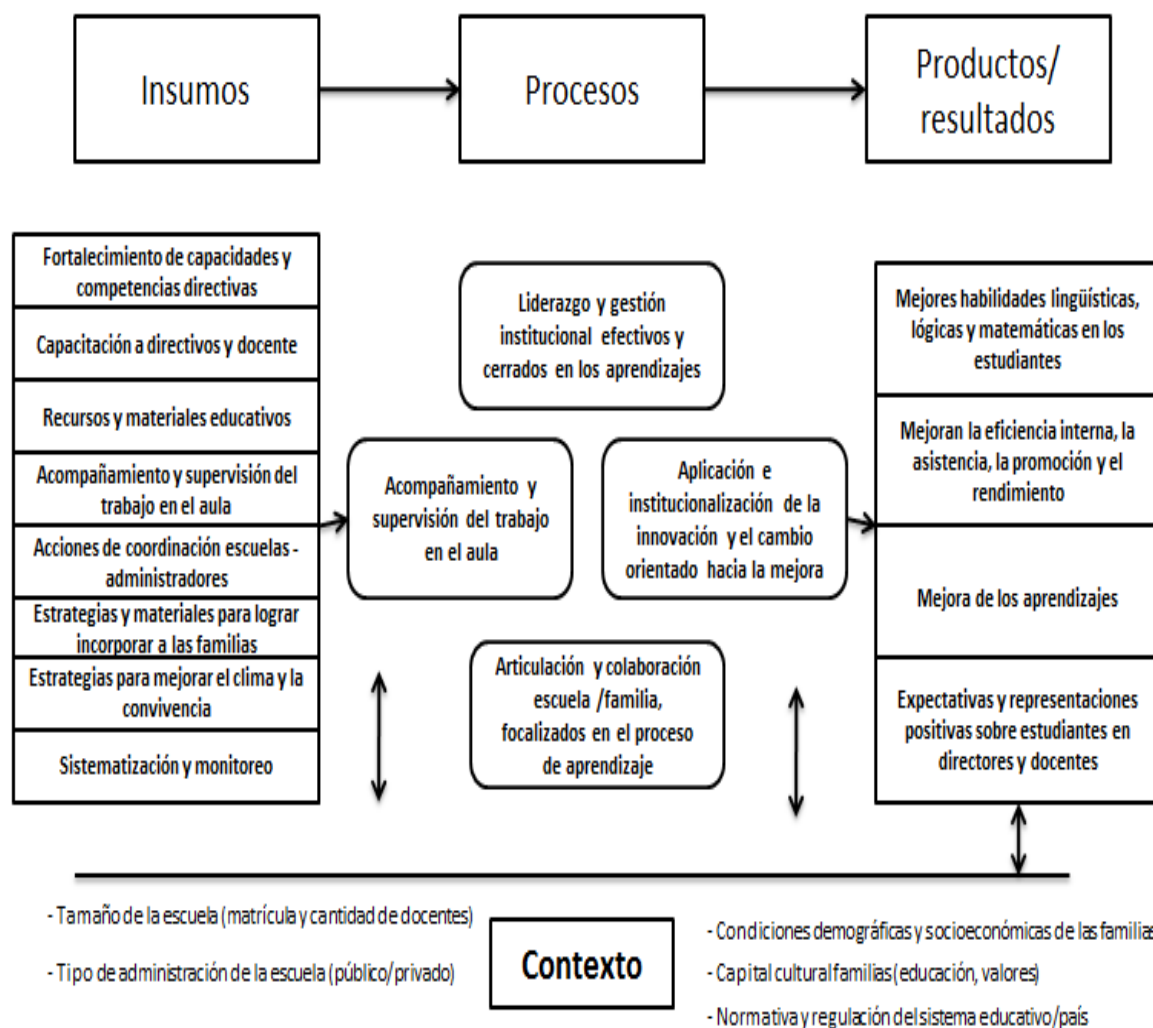 Insumos
Procesos
Productos/
resultados
Fortalecimiento de capacidades y
competencias directivas
Capacitación a directivos y docente
Recursos y materiales educativos
Acompañamiento y supervisión del
trabajo en el aula
Acciones de coordinación escuelas -
administradores
Estrategias y materiales para lograr
incorporar a las familias
Estrategias para mejorar el clima y la
convivencia
Sistematización y monitoreo
Liderazgo y gestión
institucional efectivos y
cerrados en los aprendizajes
Acompañamiento y
supervisión del trabajo
en el aula
Aplicación e
institucionalización de la
innovación y el cambio
orientado hacia la mejora
Articulación y colaboración
escuela /familia,
focalizados en el proceso
de aprendizaje
Mejores habilidades lingüísticas,
lógicas y matemáticas en los
estudiantes
Mejoran la eficiencia interna, la
asistencia, la promoción y el
rendimiento
Mejora de los aprendizajes
Expectativas y representaciones
positivas sobre estudiantes en
directores y docentes
- Tamaño de la escuela (matrícula y cantidad de docentes)
- Tipo de administración de la escuela (público/privado)
Contexto
- Condiciones demográficas y socioeconómicas de las familias
- Capital cultural familias (educación, valores)
- Normativa y regulación del sistema educativo/país